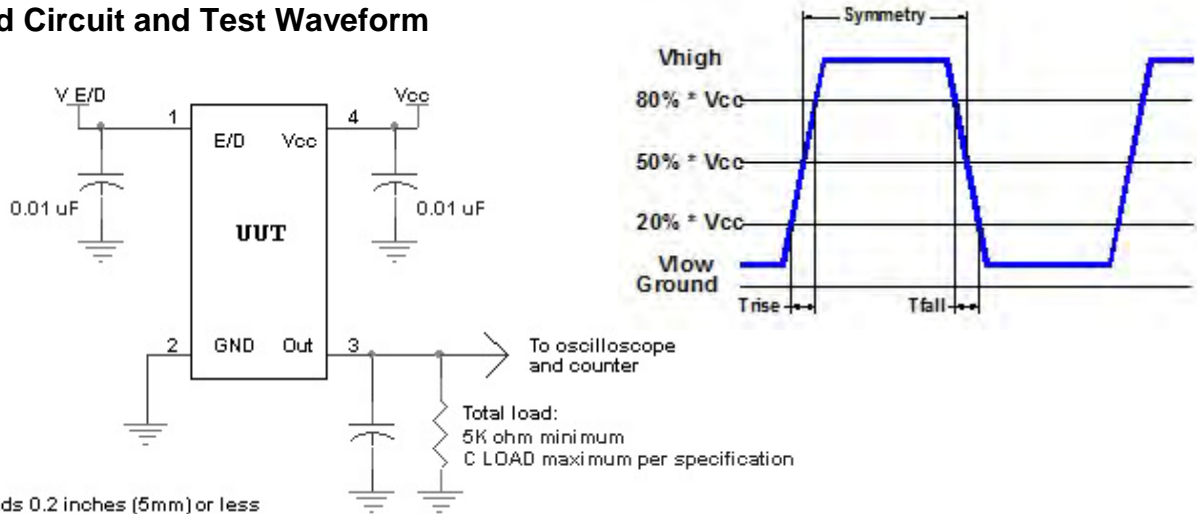 Circuit and Test Waveform
V E/D
Vcc
1
4
E/D
Vcc
0.01 uF
0.01 uF
UUT
2
GND
Out
3
To oscilloscope
and counter
Total load:
5K ohm minimum
C LOAD maximum per specification
0.2 inches (5mm) or less
Symmetry
Vhigh
80% * Vcc
50% * Vcc
20% * Vcc
Vlow
Ground
Trise
Tfall